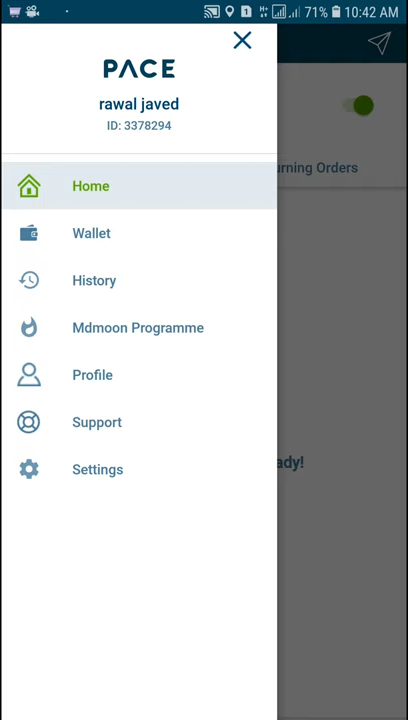 71% 10:42 AM
PACE
rawal javed
ID: 3378294
urning Orders
Home
Wallet
History
Mdmoon Programme
Profile
Support
ady!
Settings